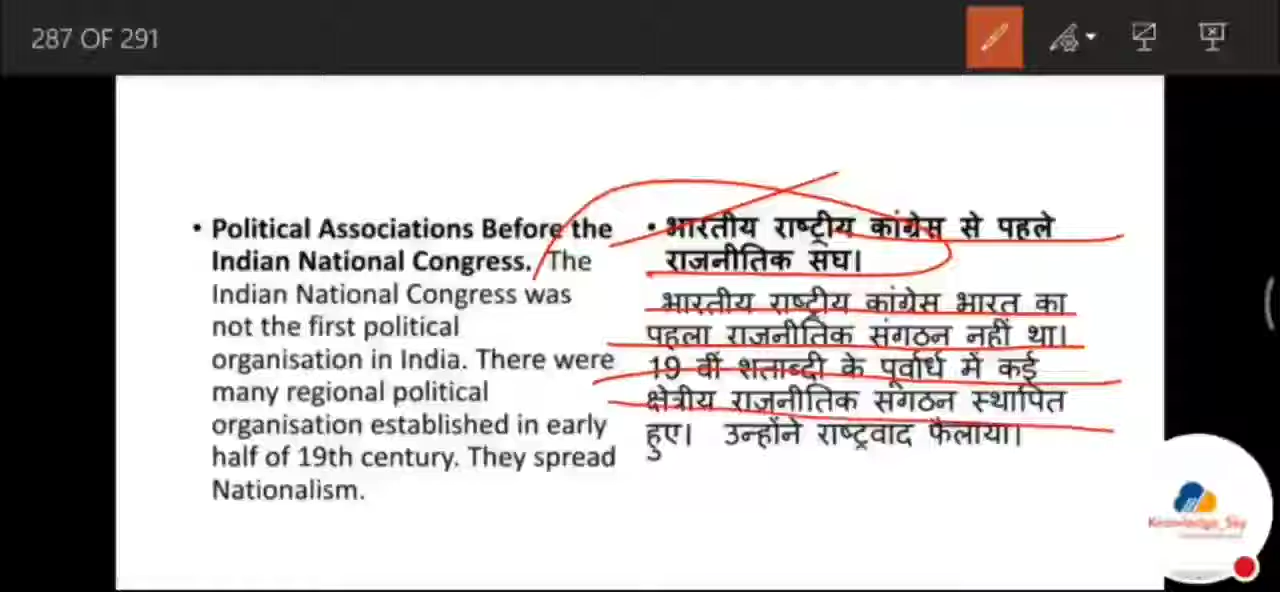 287 OF 291
• Political Associations Before the
Indian National Congress. The
Indian National Congress was
not the first political
organisation in India. There were
many regional political
organisation established in early
half of 19th century. They spread
Nationalism.
• भारतीय राष्ट्रीय कांग्रेस से पहले
राजनीतिक संघ।
भारतीय राष्ट्रीय कांग्रेस भारत का
पहला राजनीतिक संगठन नहीं था।
19 वीं शताब्दी के पूर्वार्ध में कई
क्षेत्रीय राजनीतिक संगठन स्थापित
हुए। उन्होंने राष्ट्रवाद फैलाया।
Knowledge_Sky